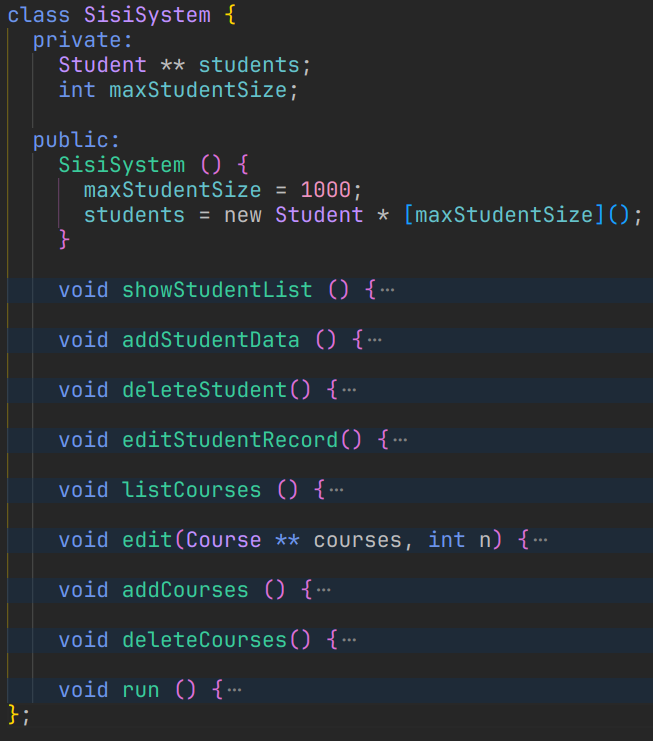 class SisiSystem {
private:
Student ** students;
int maxStudentSize;
public:
SisiSystem () {
maxStudentSize = 1000;
students = new Student * [maxStudentSize]();
}
void showStudentList () {⋯
void addStudentData () {⋯
void deleteStudent() {⋯
void editStudentRecord() {⋯
void listCourses () {⋯
void edit(Course ** courses, int n) {⋯
void addCourses () {⋯
void deleteCourses() {⋯
void run () {⋯
};